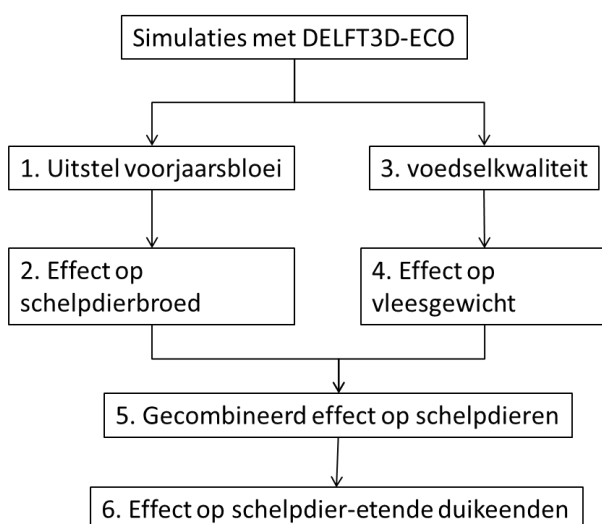 Simulaties met DELFT3D-ECO
1. Uitstel voorjaarsbloei
3. voedselkwaliteit
2. Effect op
schelpdierbroed
4. Effect op
vleesgewicht
5. Gecombineerd effect op schelpdieren
6. Effect op schelpdier-etende duikeenden